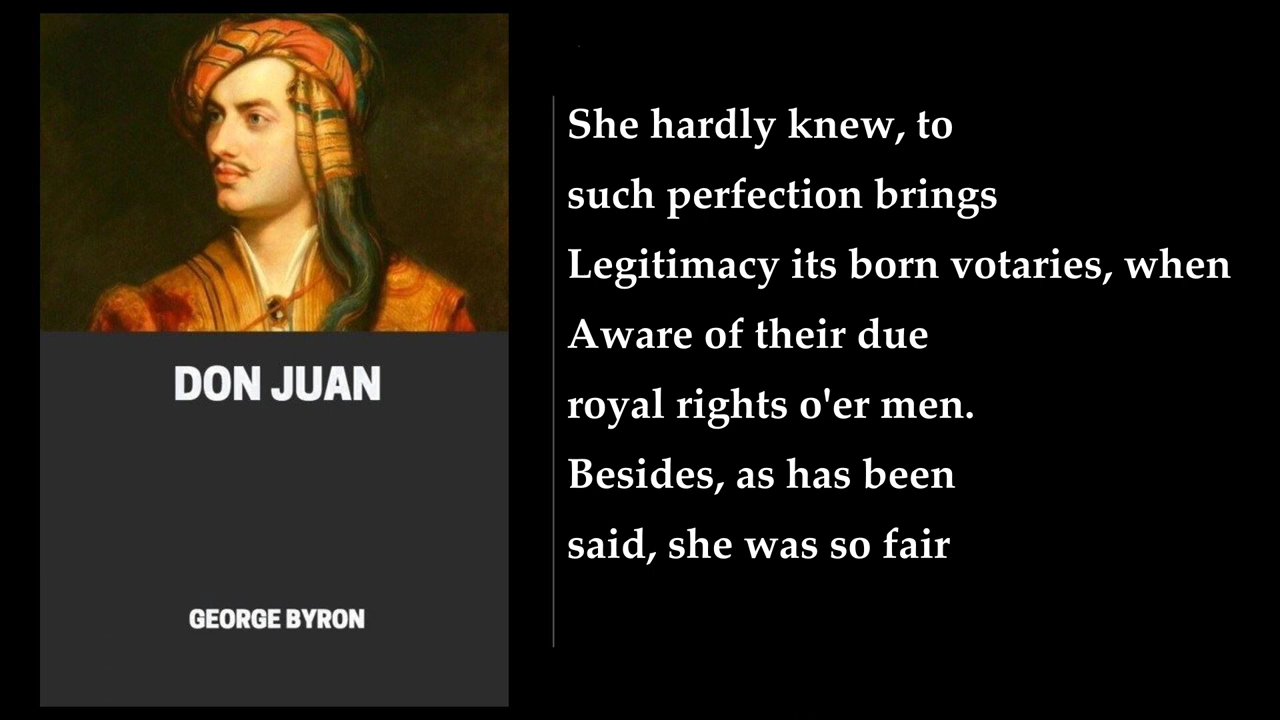 DON JUAN
GEORGE BYRON
She hardly knew, to
such perfection brings
Legitimacy its born votaries, when
Aware of their due
royal rights o'er men.
Besides, as has been
said, she was so fair